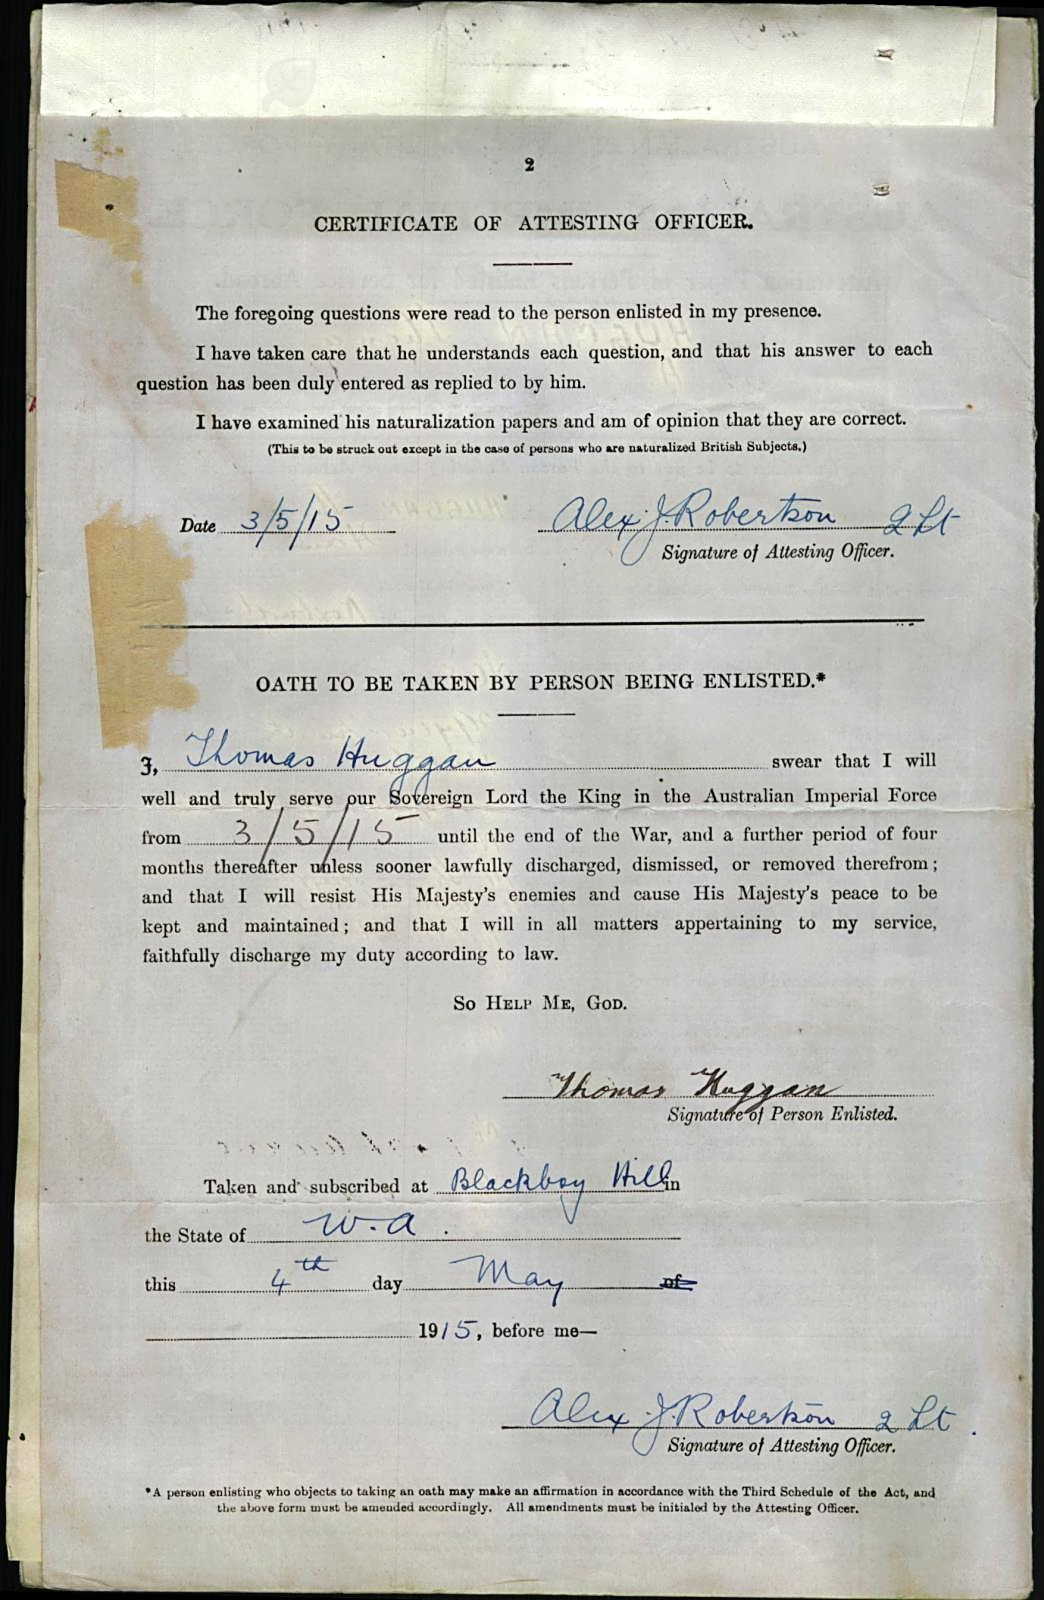 2
CERTIFICATE OF ATTESTING OFFICER.
The foregoing questions were read to the person enlisted in my presence.
I have taken care that he understands each question, and that his answer to each
question has been duly entered as replied to by him.
I have examined his naturalization papers and am of opinion that they are correct.
(This to be struck out except in the case of persons who are naturalized British Subjects.)
Date 3/5/15 Alex J. Robertson 2 Lt
Signature of Attesting Officer.
OATH TO BE TAKEN BY PERSON BEING ENLISTED.*
I, Thomas Huggan swear that I will
well and truly serve our Sovereign Lord the King in the Australian Imperial Force
from 3/5/15 until the end of the War, and a further period of four
months thereafter unless sooner lawfully discharged, dismissed, or removed therefrom;
and that I will resist His Majesty's enemies and cause His Majesty's peace to be
kept and maintained; and that I will in all matters appertaining to my service,
faithfully discharge my duty according to law.
So Help Me, God.
Thomas Huggan
Signature of Person Enlisted.
Taken and subscribed at Blackboy Hill in
the State of W.A.
this 4th day May of
1915, before me—
Alex J. Robertson 2 Lt.
Signature of Attesting Officer.
*A person enlisting who objects to taking an oath may make an affirmation in accordance with the Third Schedule of the Act, and
the above form must be amended accordingly. All amendments must be initialed by the Attesting Officer.